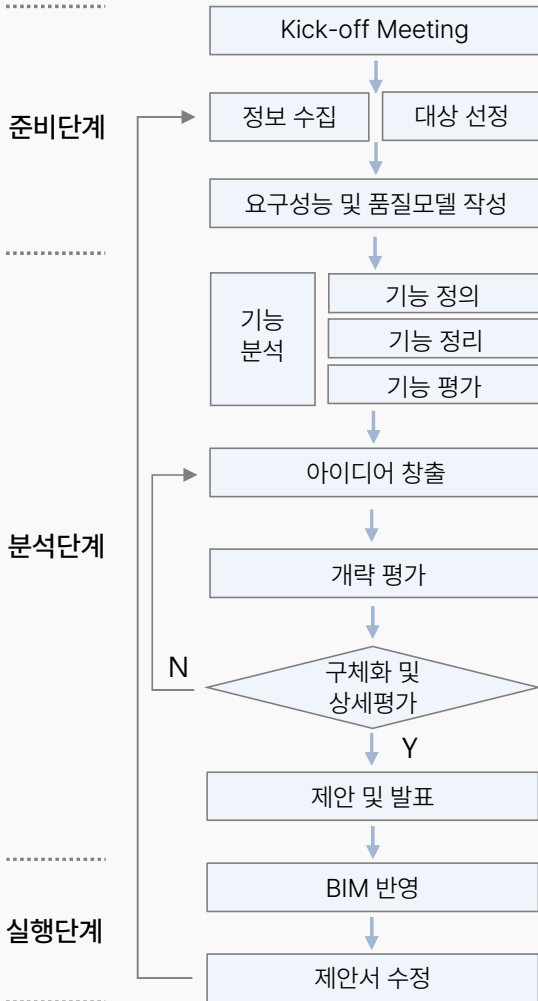 Kick-off Meeting
준비단계
정보 수집
대상 선정
요구성능 및 품질모델 작성
기능
분석
기능 정의
기능 정리
기능 평가
아이디어 창출
분석단계
개략 평가
N
구체화 및
상세평가
Y
제안 및 발표
BIM 반영
실행단계
제안서 수정